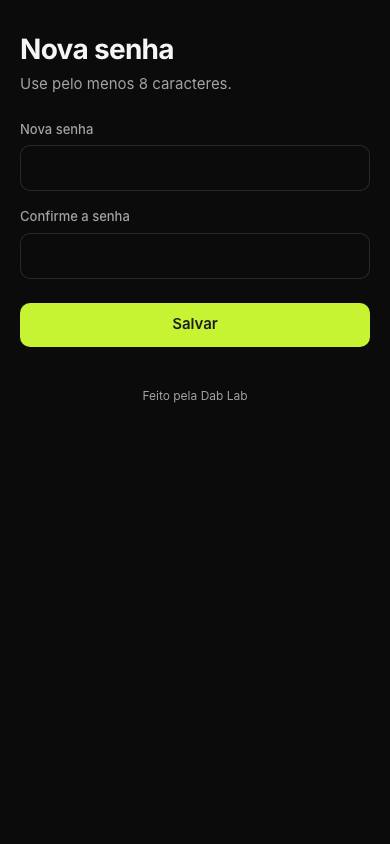 Nova senha
Use pelo menos 8 caracteres.
Nova senha
Confirme a senha
Salvar
Feito pela Dab Lab